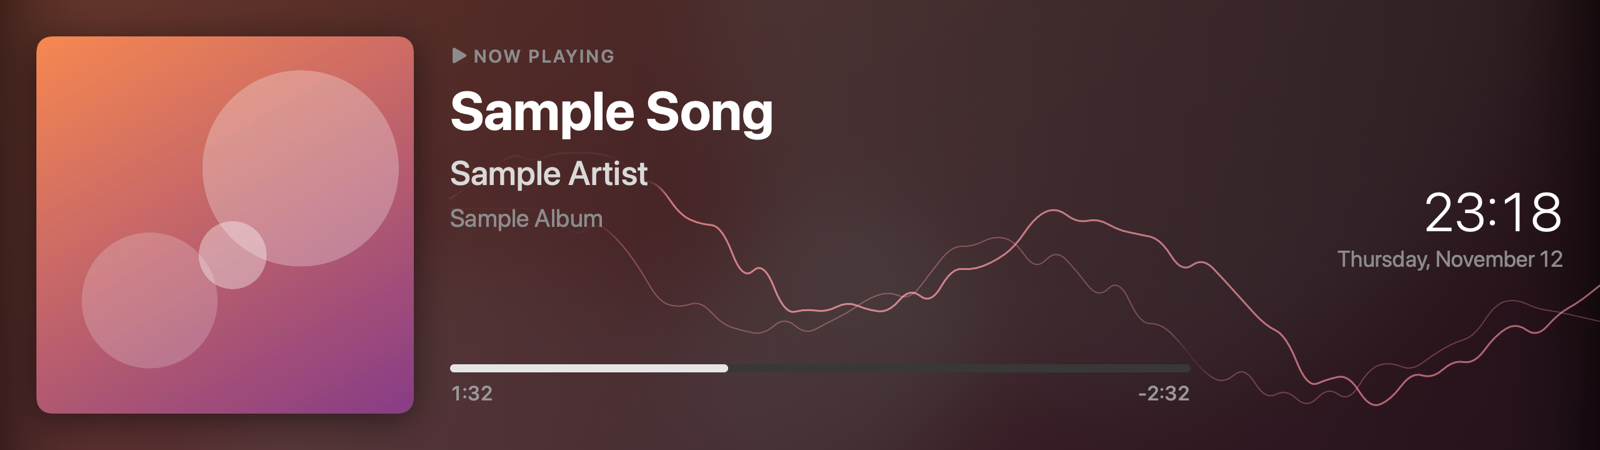 NOW PLAYING
Sample Song
Sample Artist
Sample Album
1:32
-2:32
23:18
Thursday, November 12